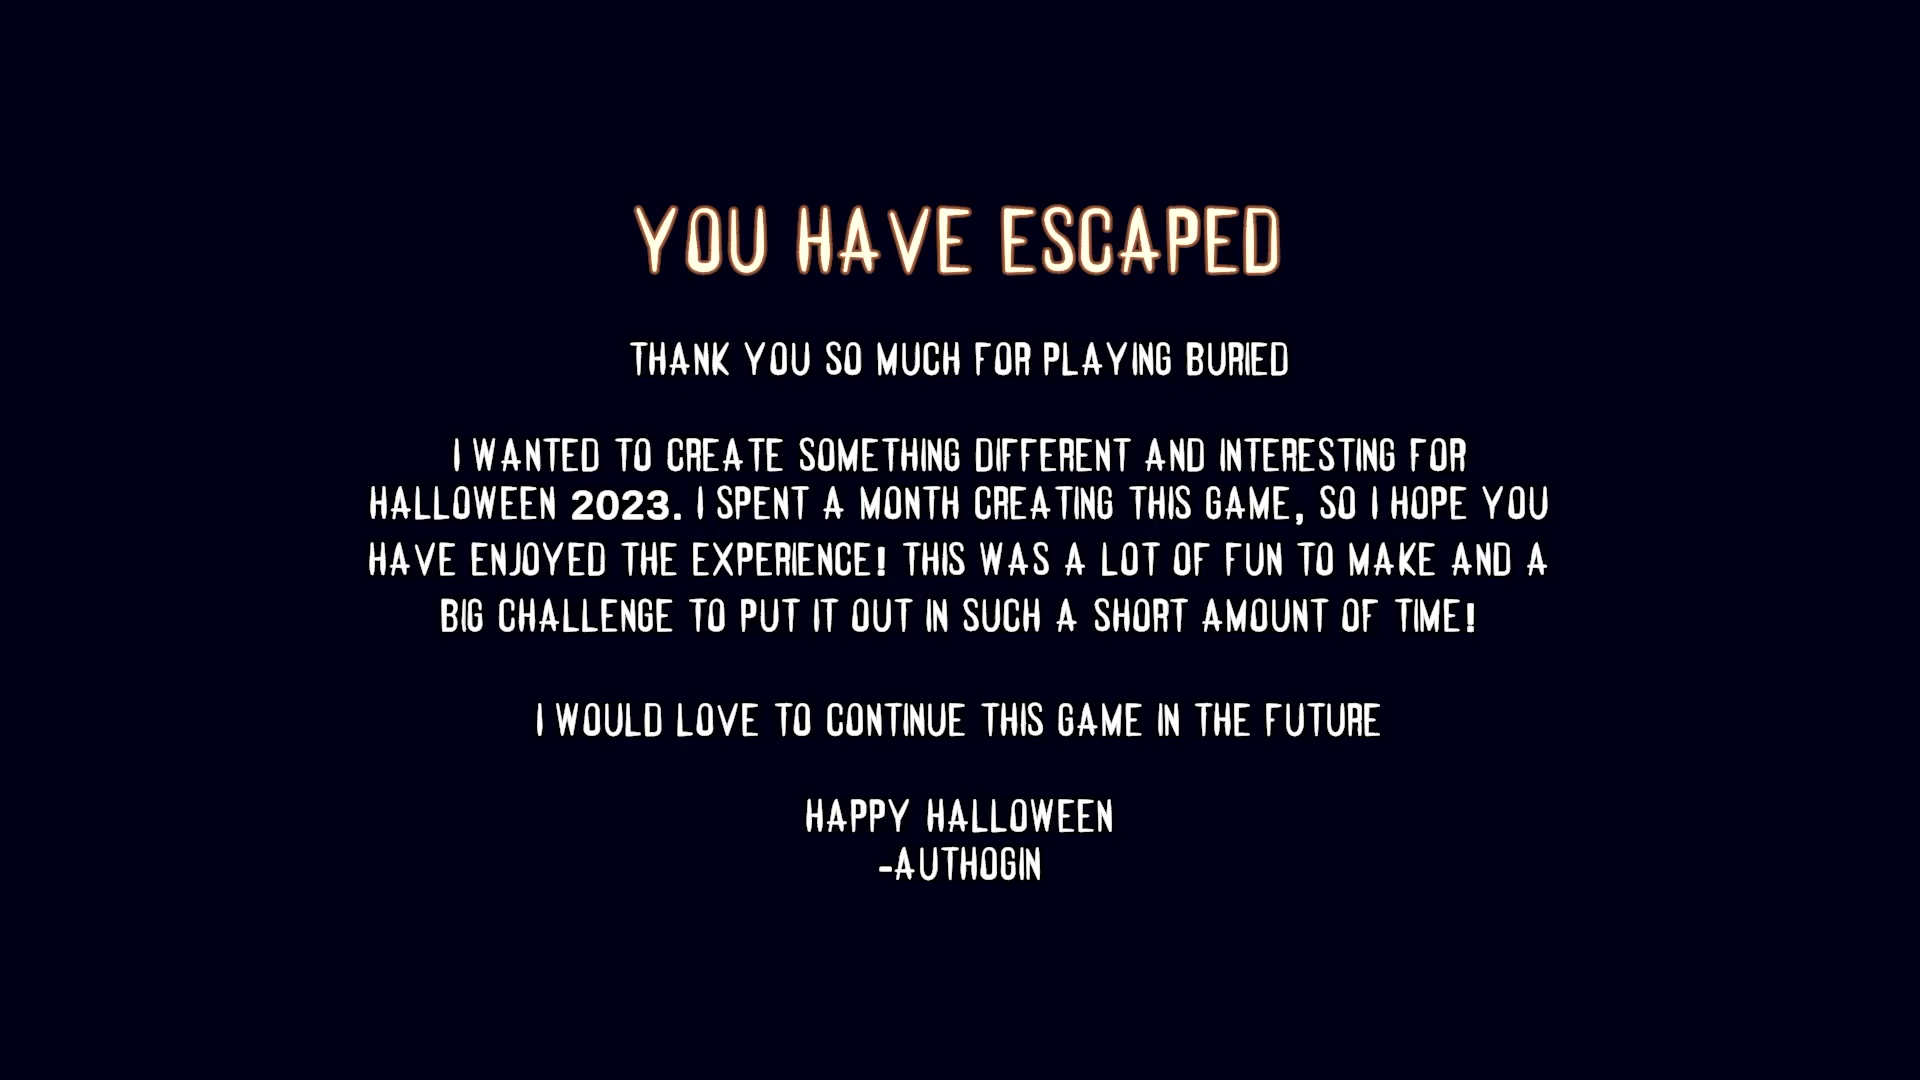 YOU HAVE ESCAPED
THANK YOU SO MUCH FOR PLAYING BURIED
I WANTED TO CREATE SOMETHING DIFFERENT AND INTERESTING FOR
HALLOWEEN 2023. I SPENT A MONTH CREATING THIS GAME, SO I HOPE YOU
HAVE ENJOYED THE EXPERIENCE! THIS WAS A LOT OF FUN TO MAKE AND A
BIG CHALLENGE TO PUT IT OUT IN SUCH A SHORT AMOUNT OF TIME!
I WOULD LOVE TO CONTINUE THIS GAME IN THE FUTURE
HAPPY HALLOWEEN
-AUTHOGIN